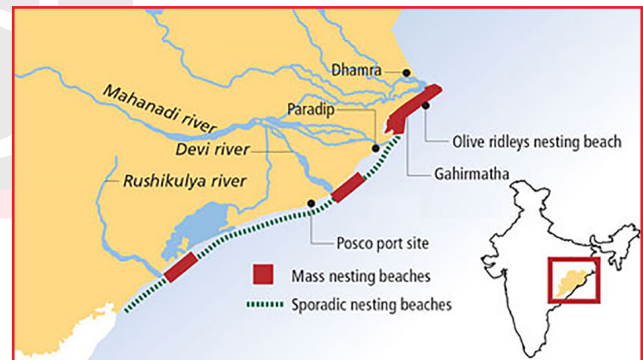 Dhamra
Mahanadi river
Paradip
Devi river
Olive ridleys nesting beach
Rushikulya river
Gahirmatha
Posco port site
Mass nesting beaches
Sporadic nesting beaches